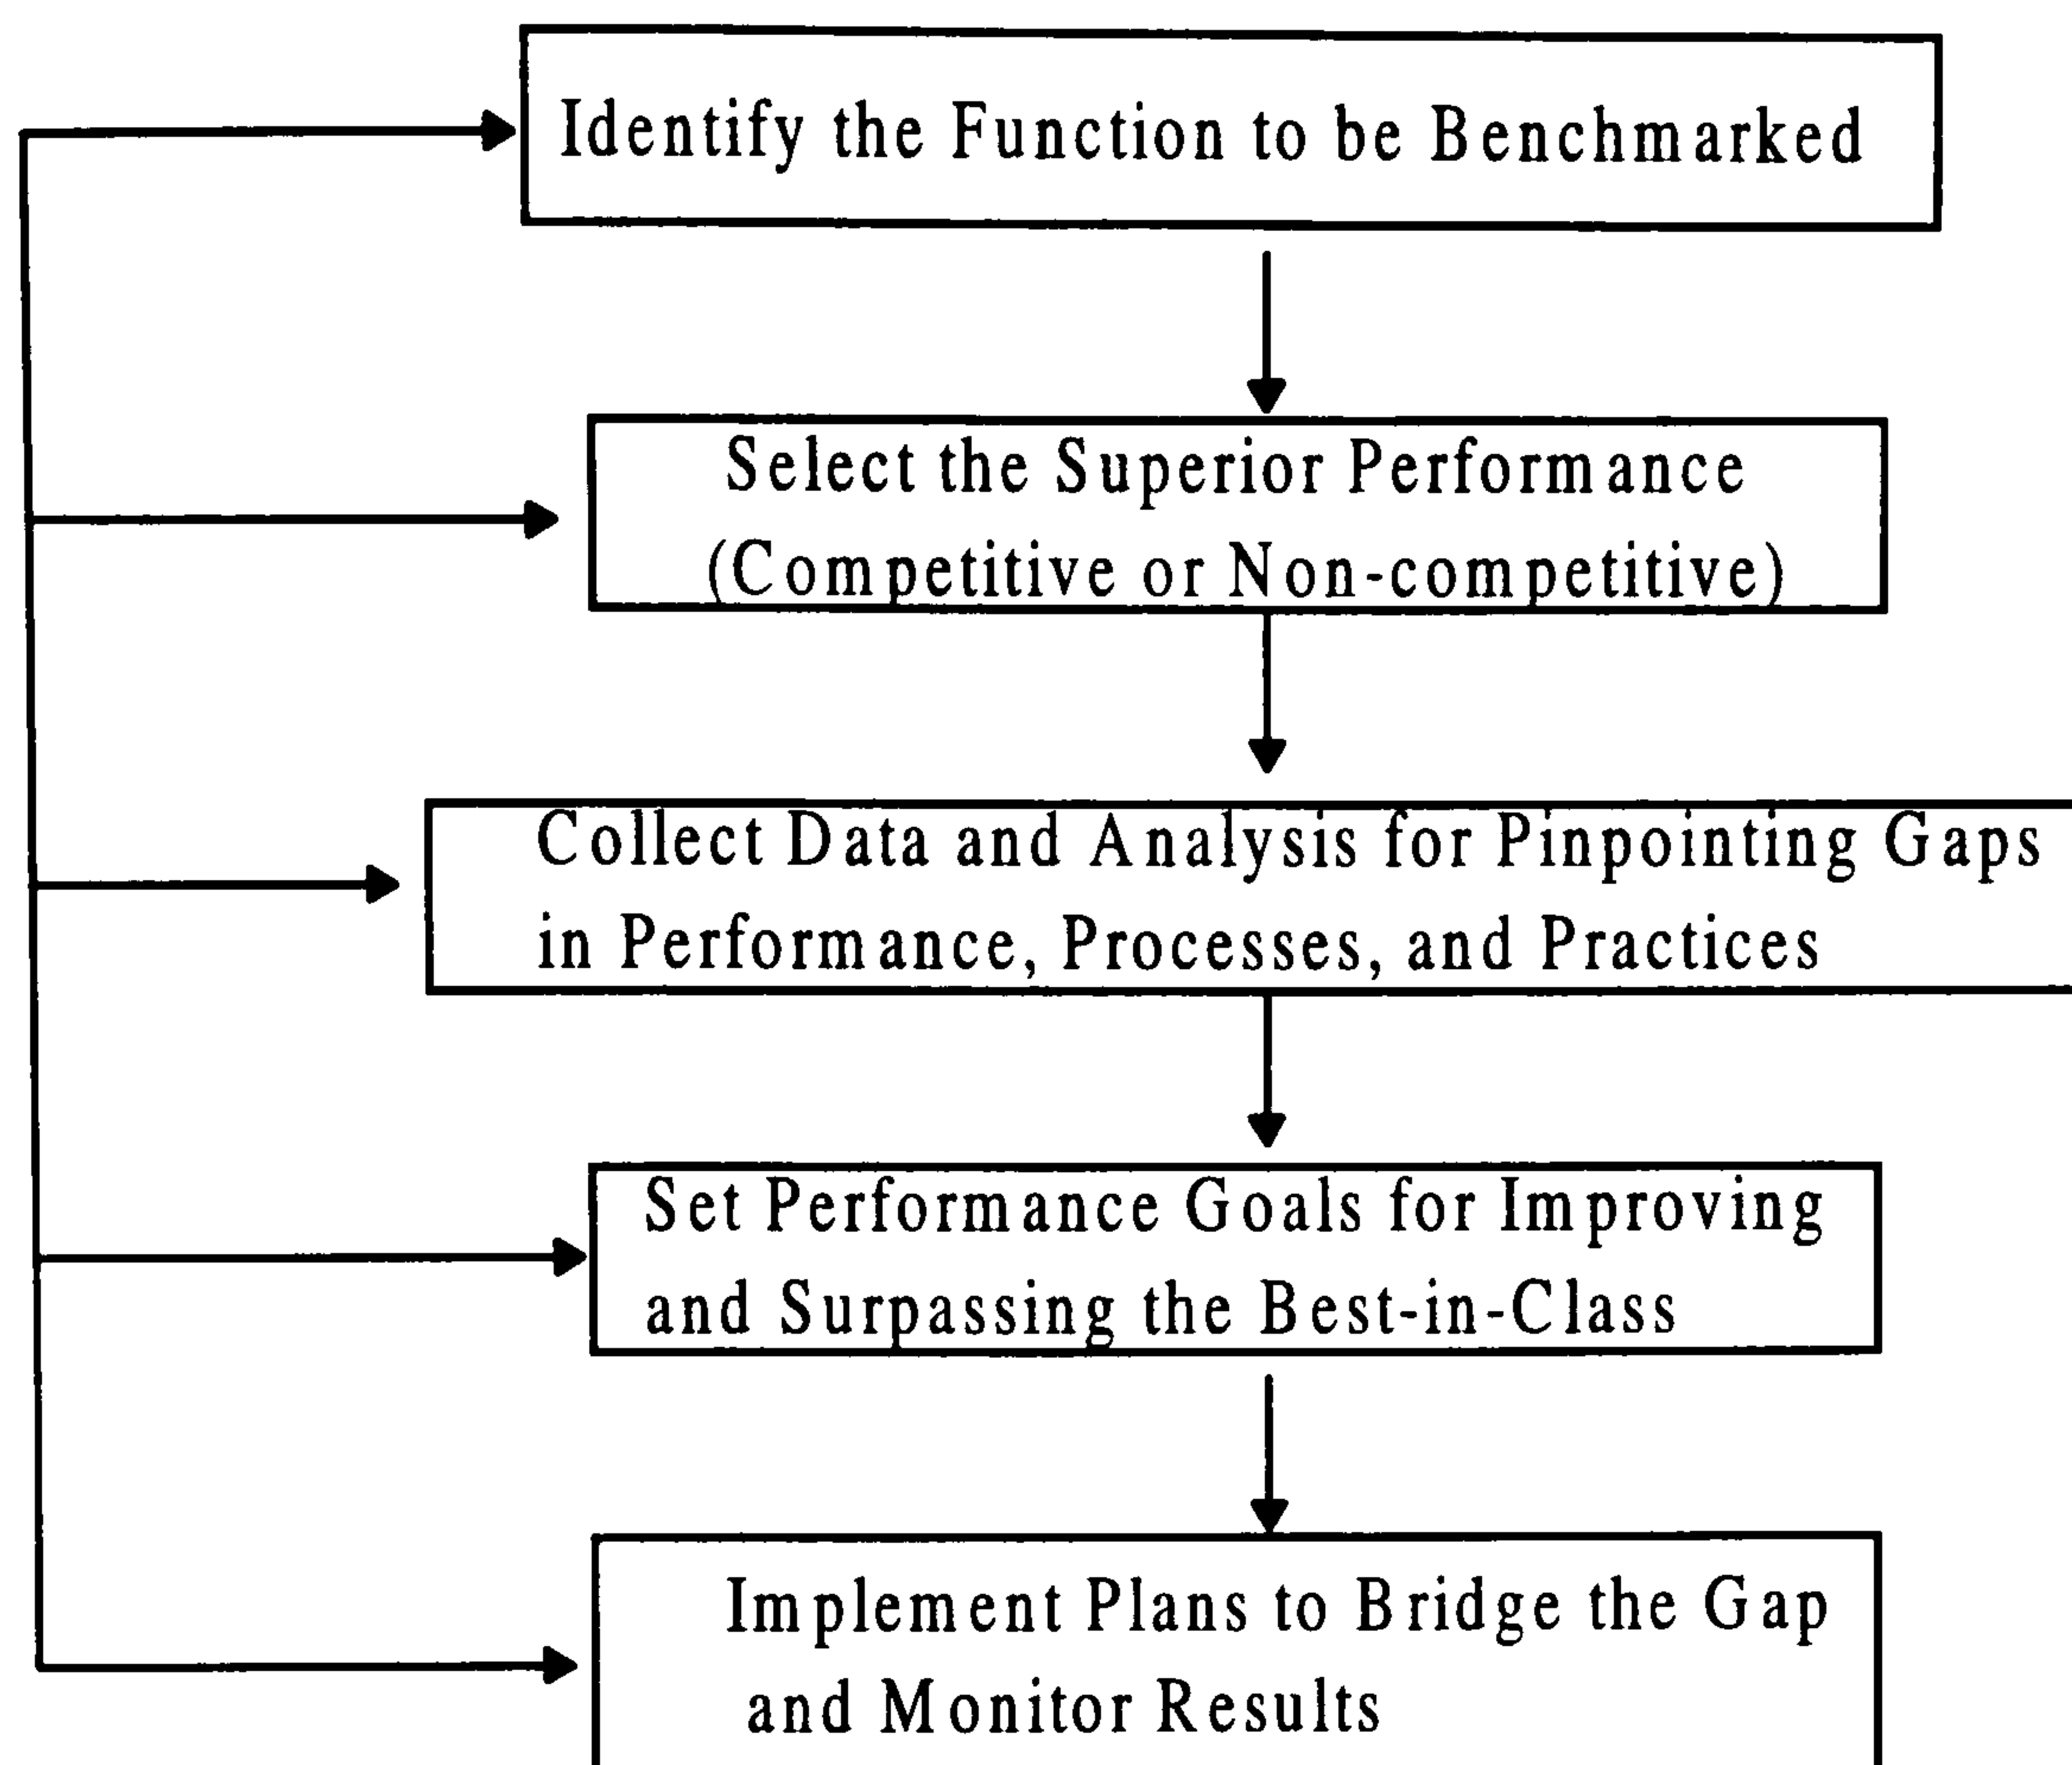 Identify the Function to be Benchmarked
Select the Superior Performance
(Competitive or Non-competitive)
Collect Data and Analysis for Pinpointing Gaps
in Performance, Processes, and Practices
Set Performance Goals for Improving
and Surpassing the Best-in-Class
Implement Plans to Bridge the Gap
and Monitor Results